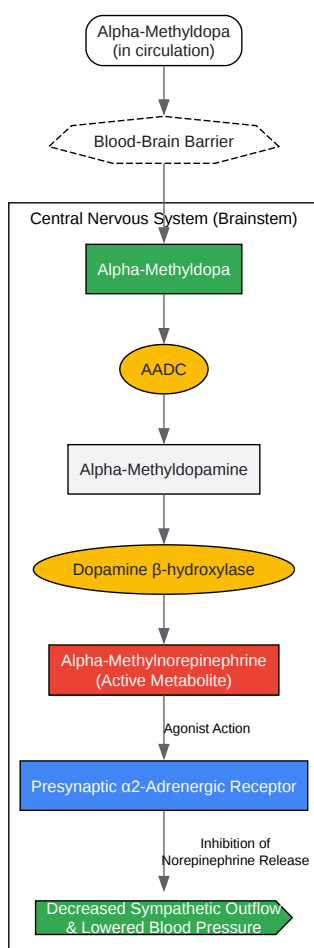 Alpha-Methyldopa
(in circulation)
Blood-Brain Barrier
Central Nervous System (Brainstem)
Alpha-Methyldopa
AADC
Alpha-Methyldopamine
Dopamine β-hydroxylase
Alpha-Methylnorepinephrine
(Active Metabolite)
Agonist Action
Presynaptic α2-Adrenergic Receptor
Inhibition of
Norepinephrine Release
Decreased Sympathetic Outflow
& Lowered Blood Pressure